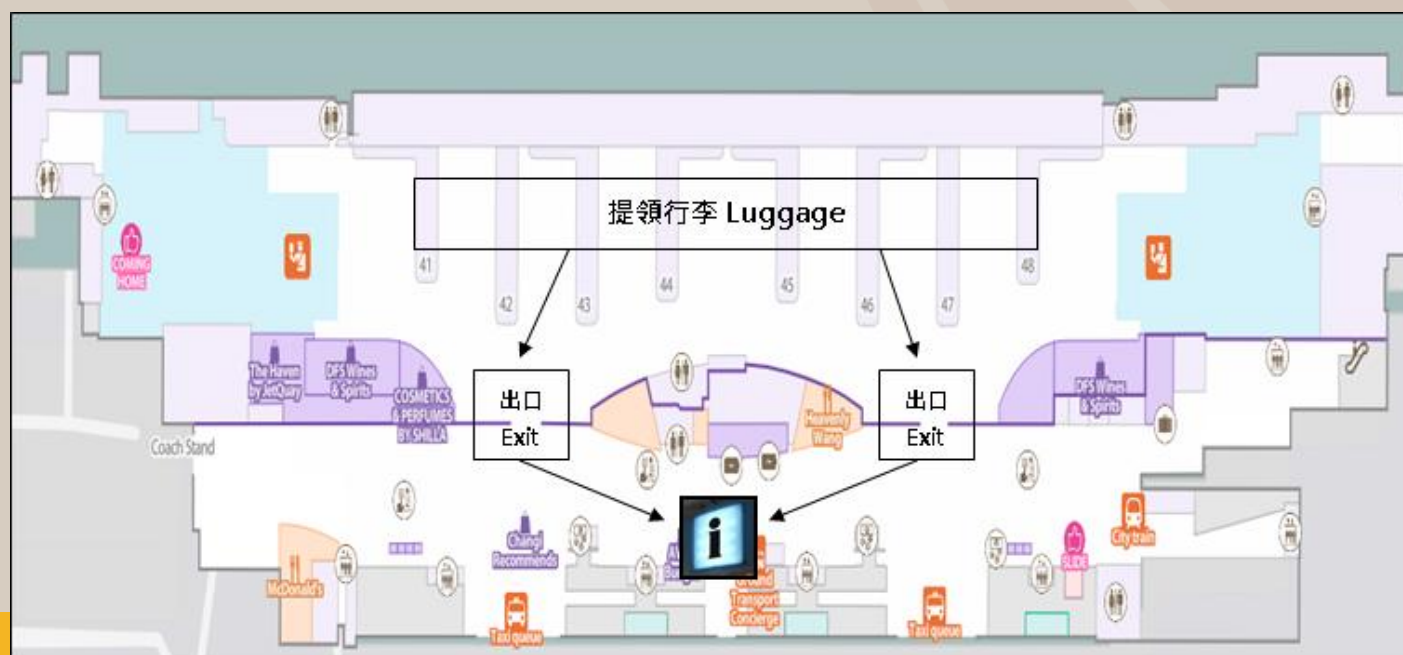 提領行李 Luggage
41
42
43
44
45
46
47
48
COMING
HOME
The Haven
by JetQuay
DFS Wines
& Spirits
COSMETICS
& PERFUMES
BY SHILLA
出口
Exit
Heavenly
Wang
出口
Exit
DFS Wines
& Spirits
Coach Stand
i
City train
Changi
Recommends
SLIDE
McDonald's
Ground
Transport
Concierge
Taxi queue
Taxi queue